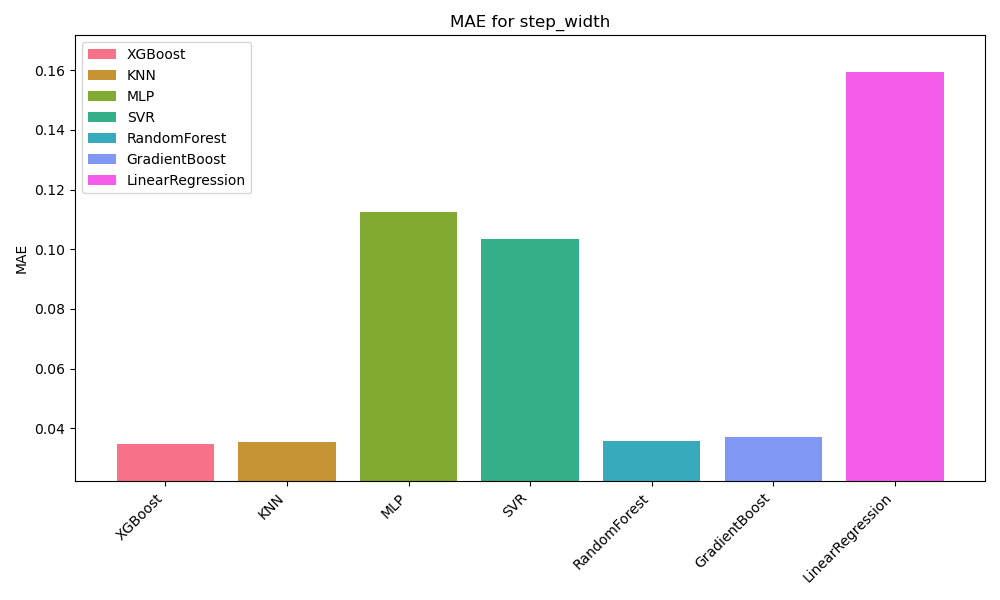 MAE for step_width
XGBoost
KNN
MLP
SVR
RandomForest
GradientBoost
LinearRegression
MAE
0.16
0.14
0.12
0.10
0.08
0.06
0.04
XGBoost
KNN
MLP
SVR
RandomForest
GradientBoost
LinearRegression